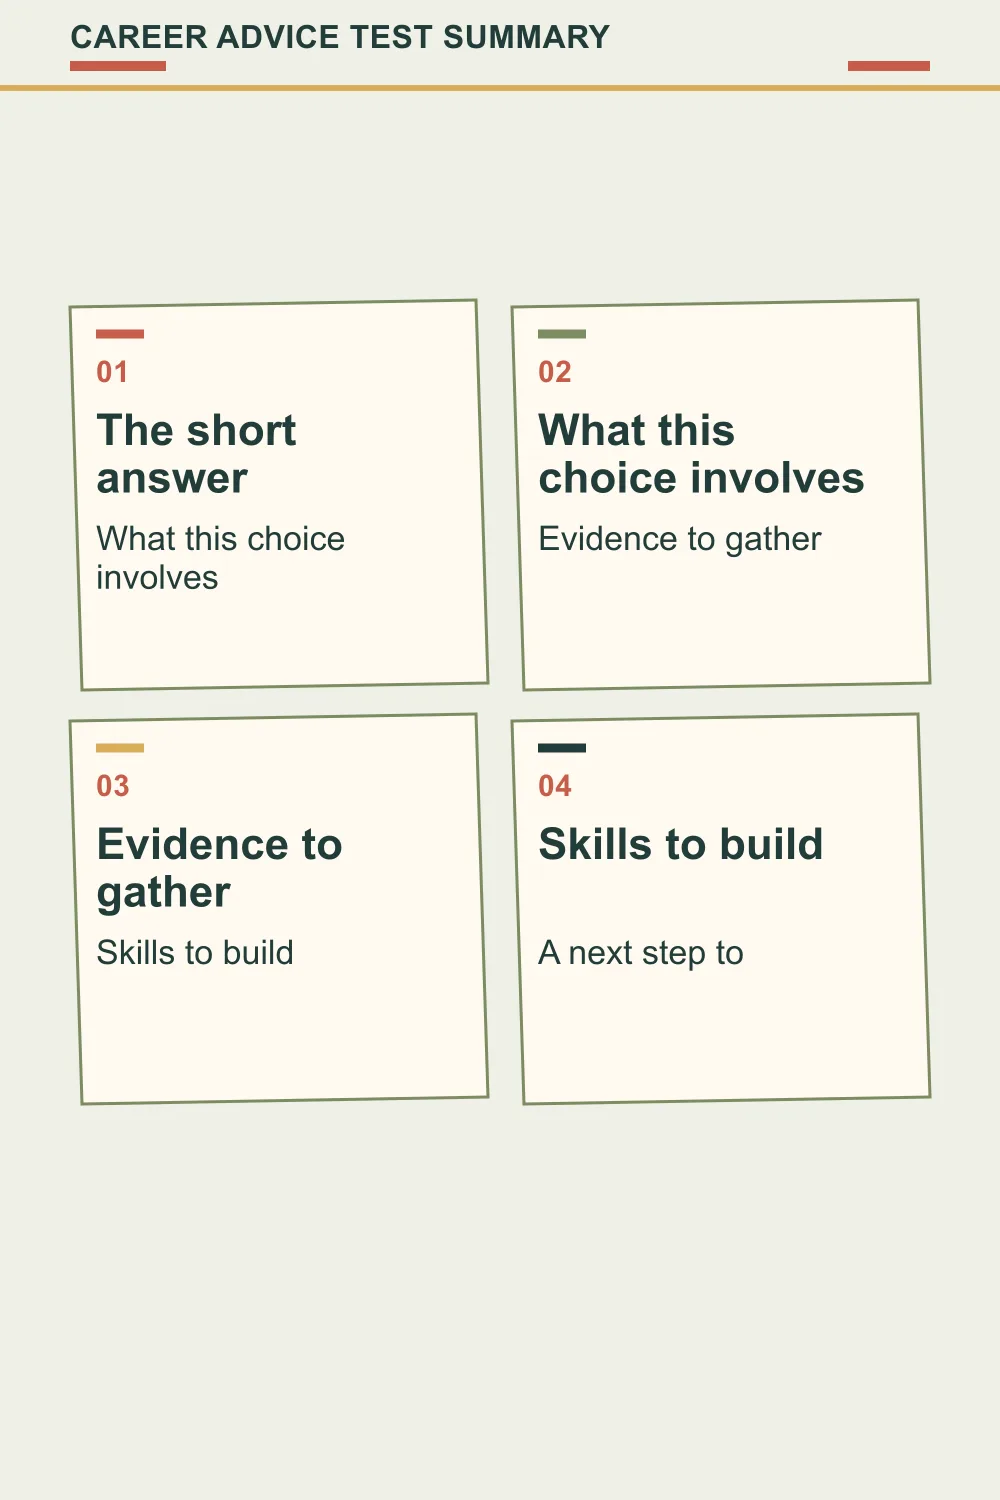 CAREER ADVICE TEST SUMMARY
01
The short
answer
What this choice
involves
02
What this
choice involves
Evidence to gather
03
Evidence to
gather
Skills to build
04
Skills to build
A next step to